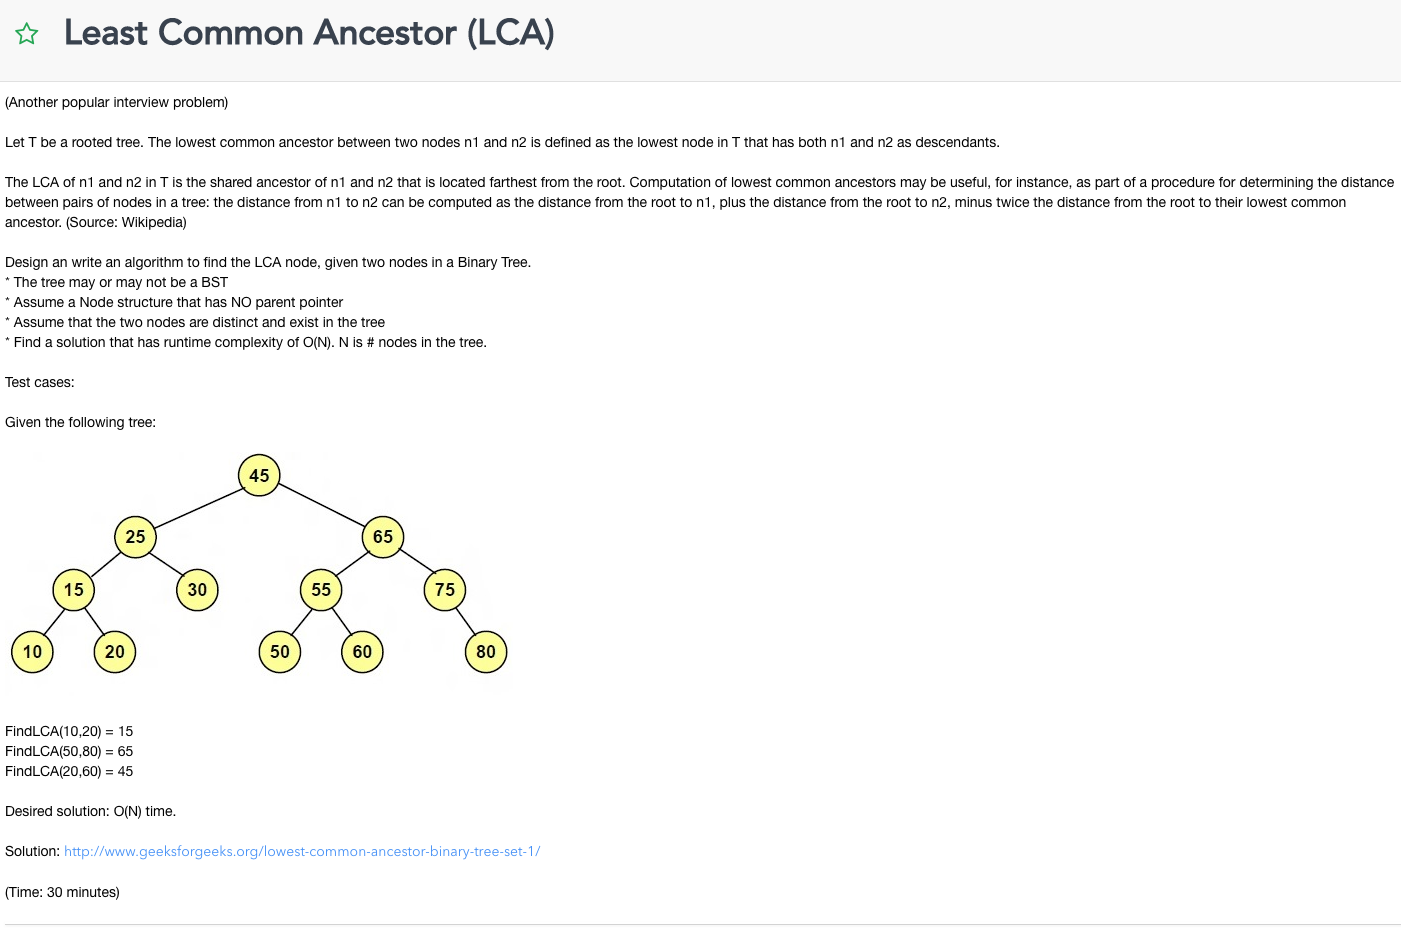 Least Common Ancestor (LCA)
(Another popular interview problem)
Let T be a rooted tree. The lowest common ancestor between two nodes n1 and n2 is defined as the lowest node in T that has both n1 and n2 as descendants.
The LCA of n1 and n2 in T is the shared ancestor of n1 and n2 that is located farthest from the root. Computation of lowest common ancestors may be useful, for instance, as part of a procedure for determining the distance
between pairs of nodes in a tree: the distance from n1 to n2 can be computed as the distance from the root to n1, plus the distance from the root to n2, minus twice the distance from the root to their lowest common
ancestor. (Source: Wikipedia)
Design an write an algorithm to find the LCA node, given two nodes in a Binary Tree.
* The tree may or may not be a BST
* Assume a Node structure that has NO parent pointer
* Assume that the two nodes are distinct and exist in the tree
* Find a solution that has runtime complexity of O(N). N is # nodes in the tree.
Test cases:
Given the following tree:
45
25 65
15 30 55 75
10 20 50 60 80
FindLCA(10,20) = 15
FindLCA(50,80) = 65
FindLCA(20,60) = 45
Desired solution: O(N) time.
Solution: http://www.geeksforgeeks.org/lowest-common-ancestor-binary-tree-set-1/
(Time: 30 minutes)